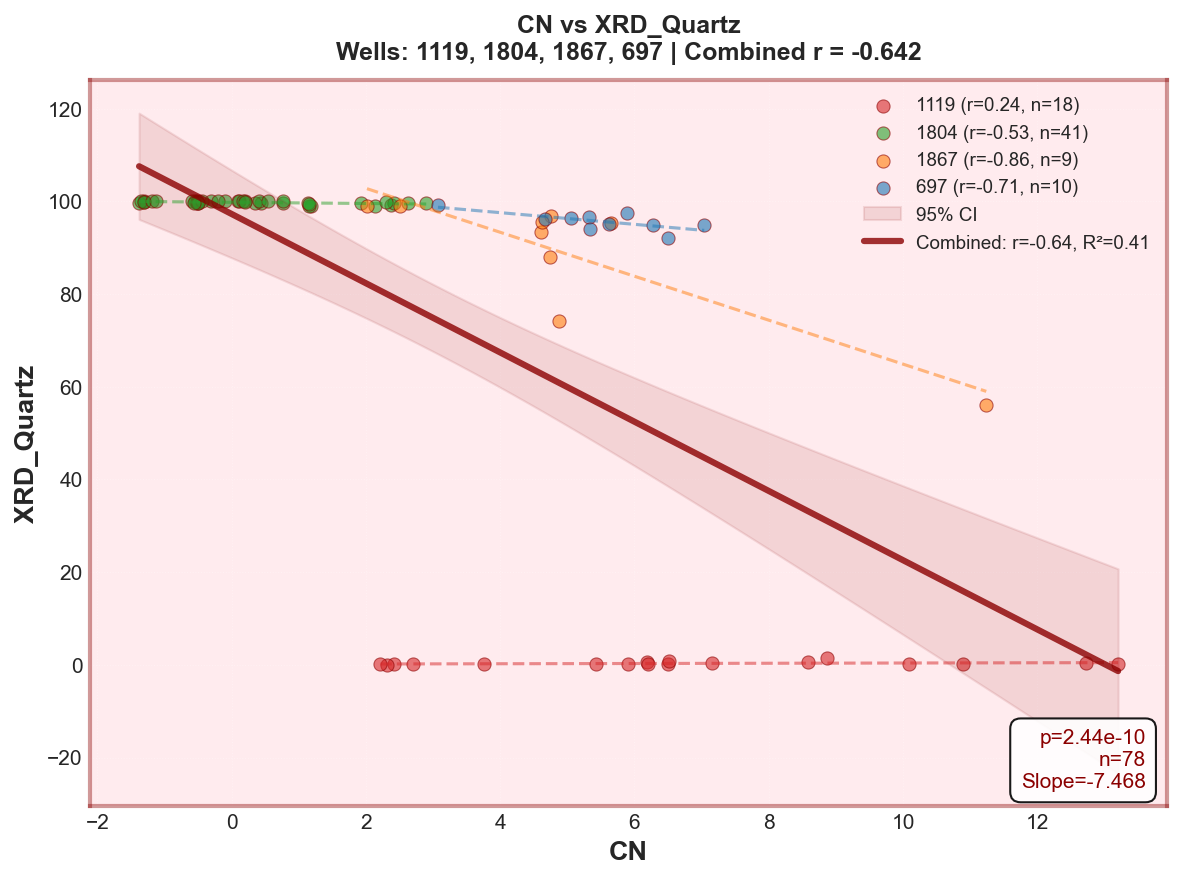 CN vs XRD_Quartz
Wells: 1119, 1804, 1867, 697 | Combined r = -0.642
1119 (r=0.24, n=18)
1804 (r=-0.53, n=41)
1867 (r=-0.86, n=9)
697 (r=-0.71, n=10)
95% CI
Combined: r=-0.64, R²=0.41
XRD_Quartz
120
100
80
60
40
20
0
−20
p=2.44e-10
n=78
Slope=-7.468
−2
0
2
4
6
8
10
12
CN